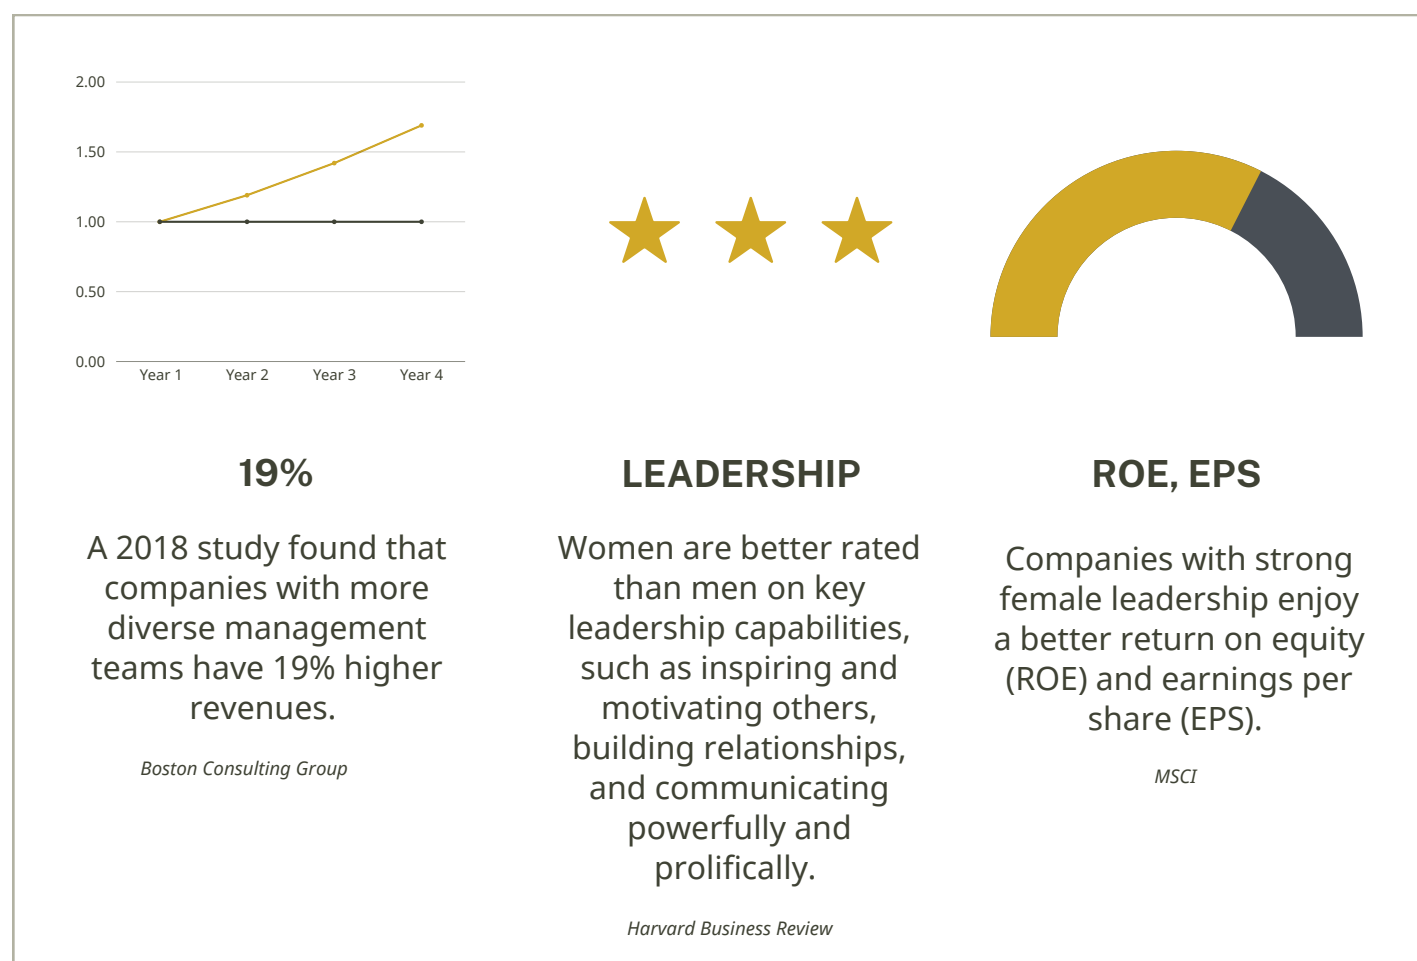 2.00
1.50
1.00
0.50
0.00
Year 1 Year 2 Year 3 Year 4
19%
A 2018 study found that
companies with more
diverse management
teams have 19% higher
revenues.
Boston Consulting Group
LEADERSHIP
Women are better rated
than men on key
leadership capabilities,
such as inspiring and
motivating others,
building relationships,
and communicating
powerfully and
prolifically.
Harvard Business Review
ROE, EPS
Companies with strong
female leadership enjoy
a better return on equity
(ROE) and earnings per
share (EPS).
MSCI